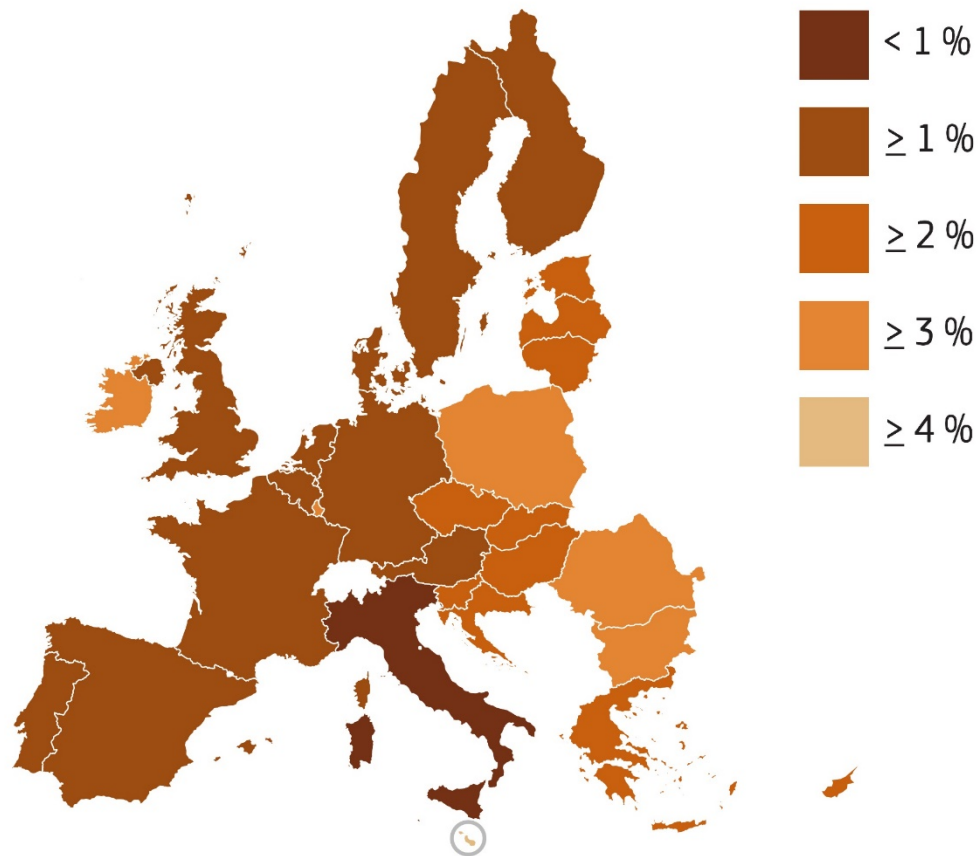 < 1 %
≥ 1 %
≥ 2 %
≥ 3 %
≥ 4 %